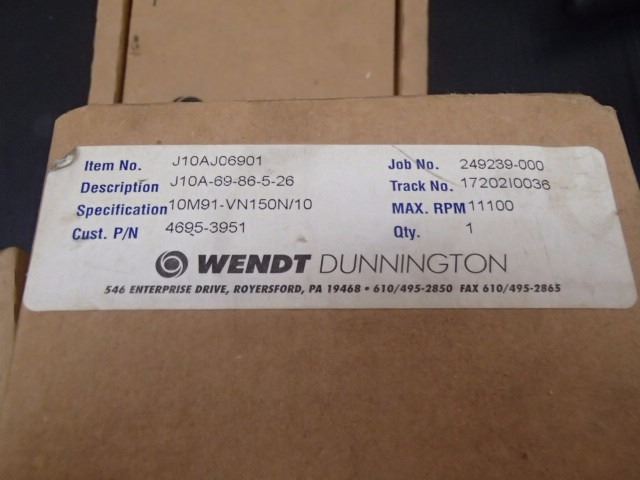 Item No. J10AJ06901 Job No. 249239-000
Description J10A-69-86-5-26 Track No. 17202I0036
Specification 10M91-VN150N/10 MAX. RPM 11100
Cust. P/N 4695-3951 Qty. 1
WENDT DUNNINGTON
546 ENTERPRISE DRIVE, ROYERSFORD, PA 19468 • 610/495-2850 FAX 610/495-2865